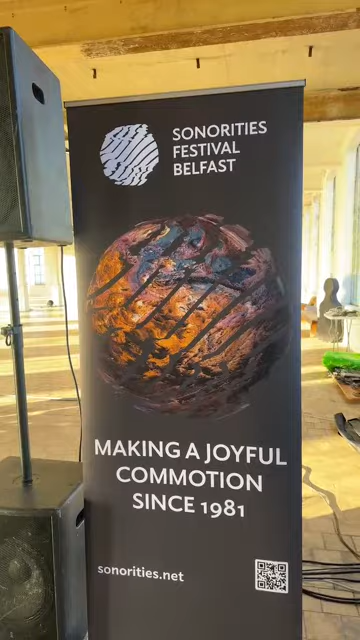 SONORITIES
FESTIVAL
BELFAST
MAKING A JOYFUL
COMMOTION
SINCE 1981
sonorities.net